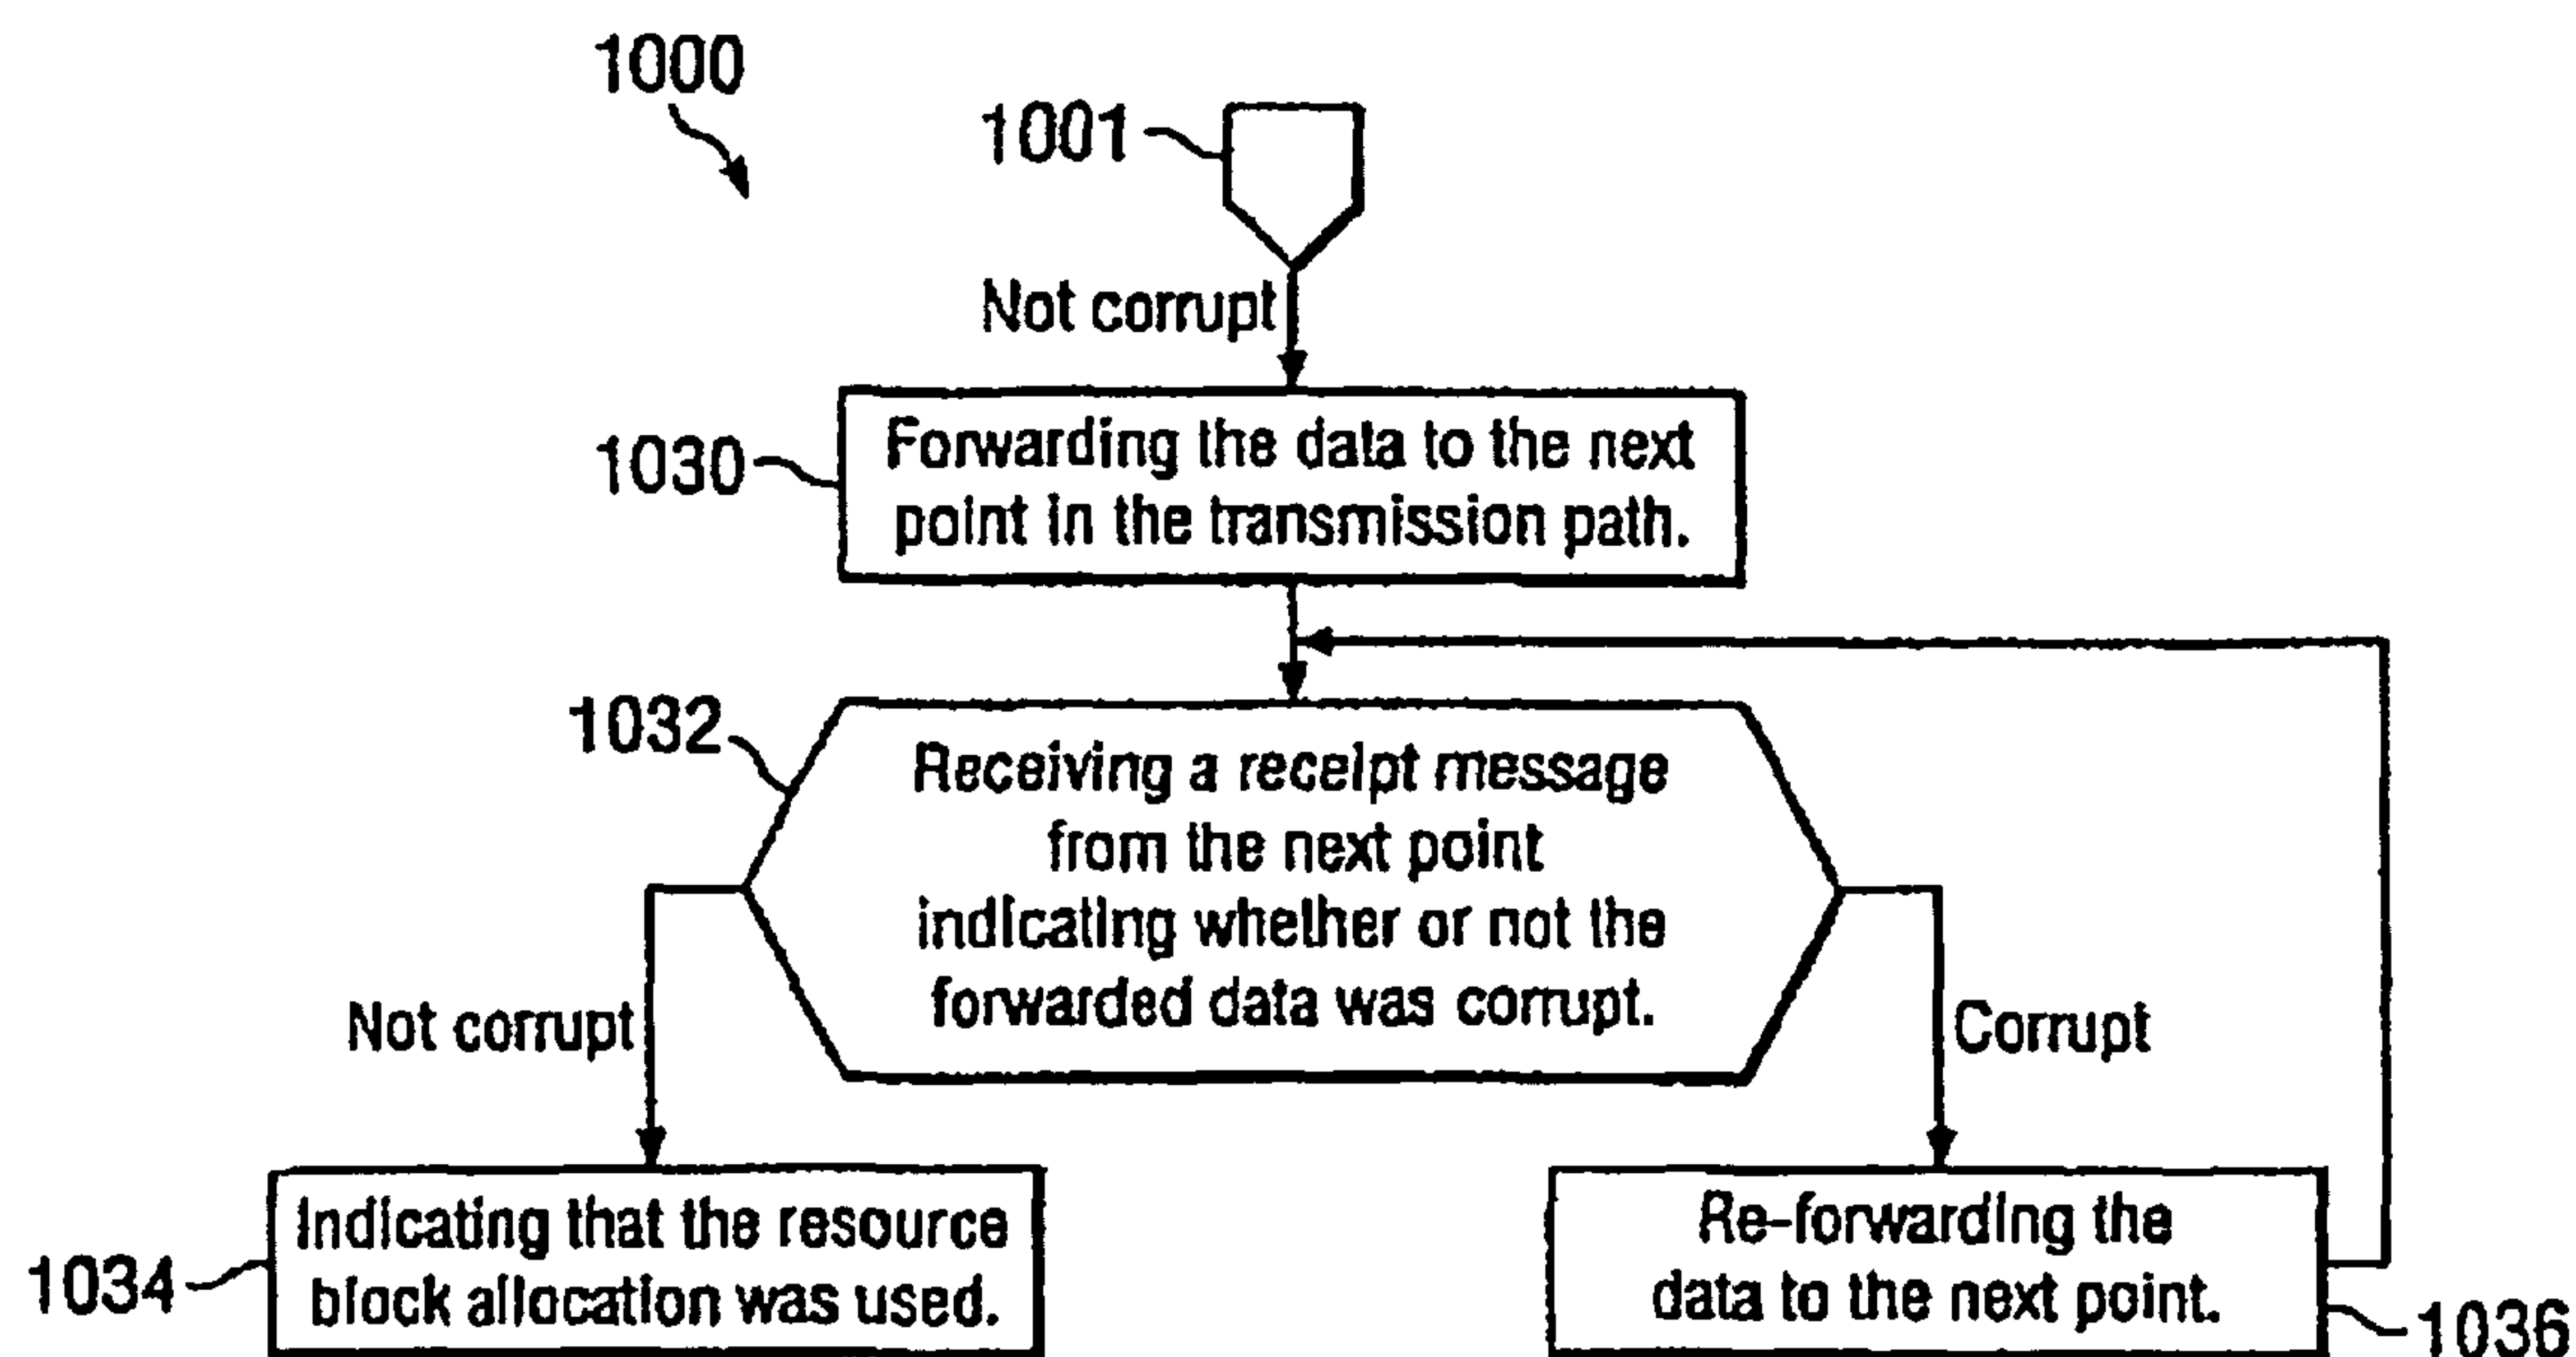 1000
1001
Not corrupt
1030
Forwarding the data to the next
point in the transmission path.
1032
Receiving a receipt message
from the next point
indicating whether or not the
forwarded data was corrupt.
Not corrupt
Corrupt
1034
Indicating that the resource
block allocation was used.
Re-forwarding the
data to the next point.
1036